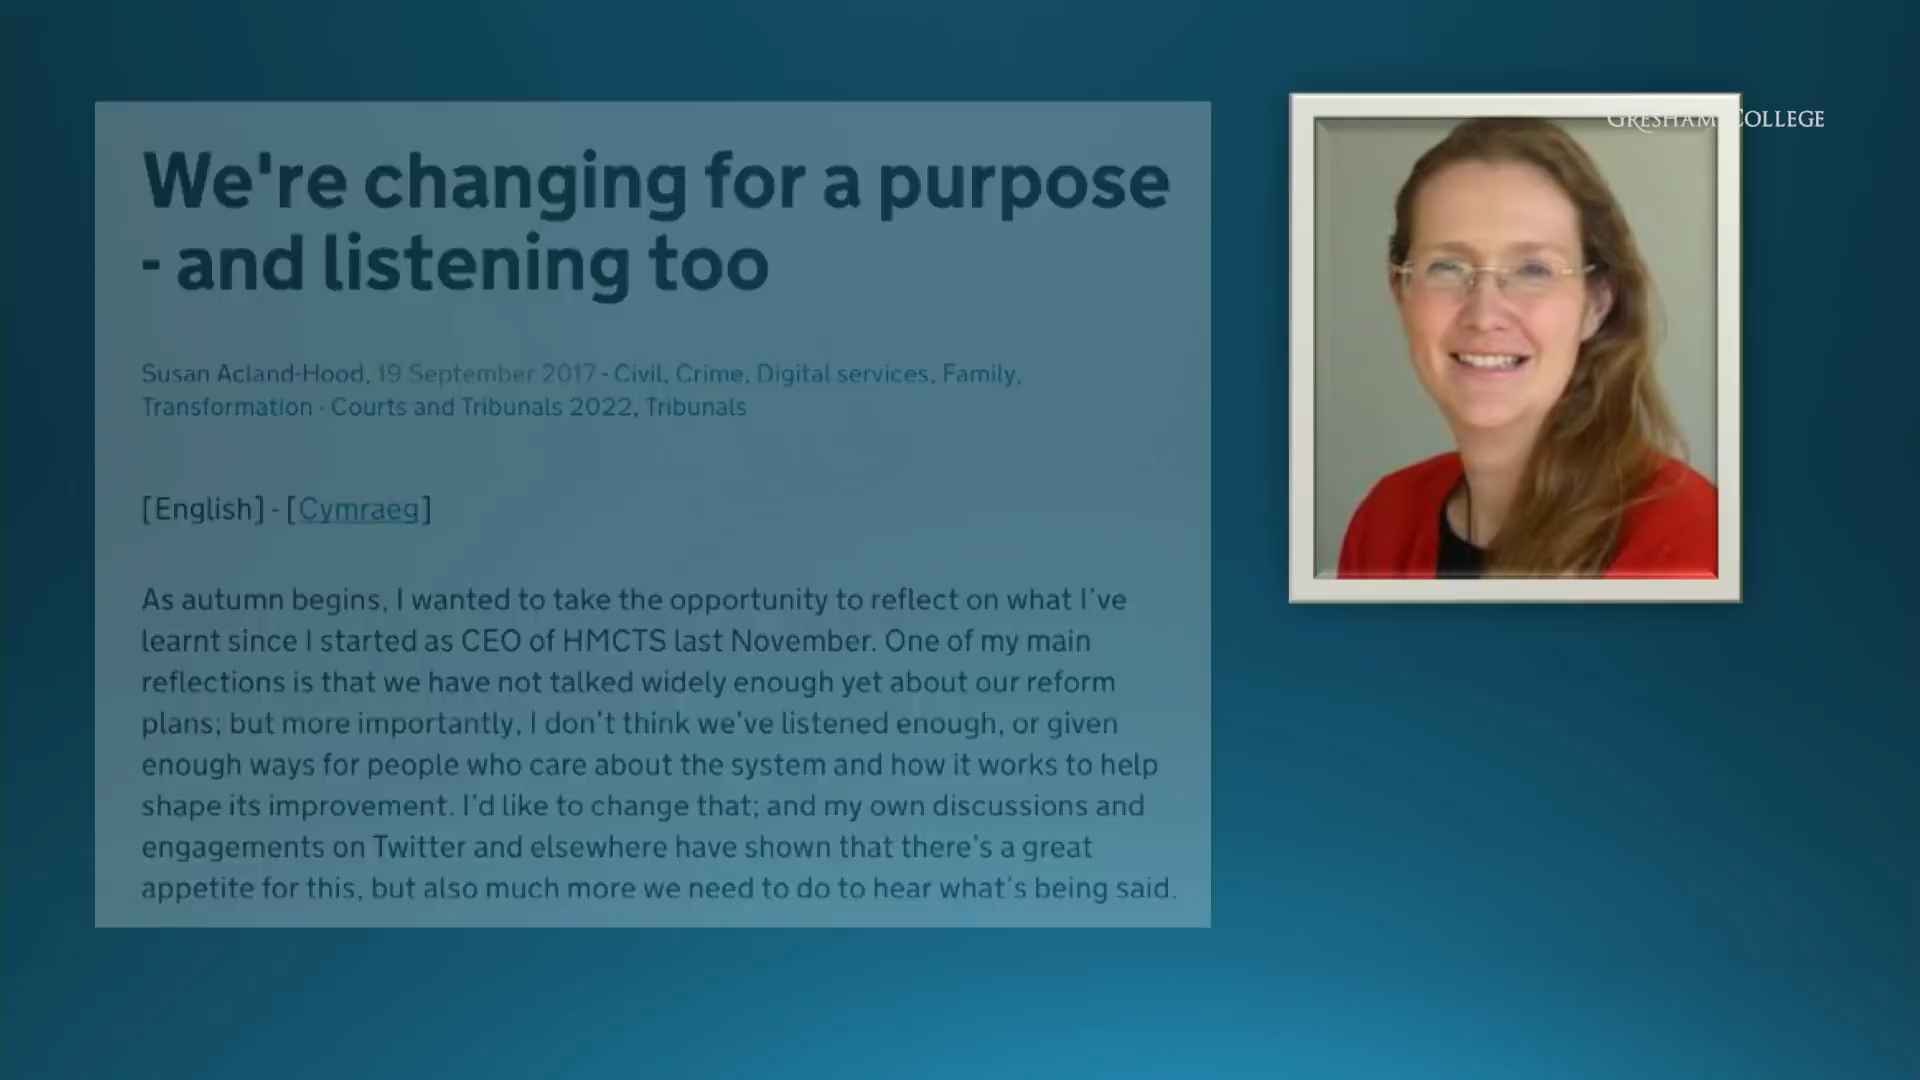 GRESHAM COLLEGE
We're changing for a purpose
- and listening too
Susan Acland-Hood, 19 September 2017 - Civil, Crime, Digital services, Family,
Transformation - Courts and Tribunals 2022, Tribunals
[English] - [Cymraeg]
As autumn begins, I wanted to take the opportunity to reflect on what I've
learnt since I started as CEO of HMCTS last November. One of my main
reflections is that we have not talked widely enough yet about our reform
plans; but more importantly, I don't think we've listened enough, or given
enough ways for people who care about the system and how it works to help
shape its improvement. I'd like to change that; and my own discussions and
engagements on Twitter and elsewhere have shown that there's a great
appetite for this, but also much more we need to do to hear what's being said.